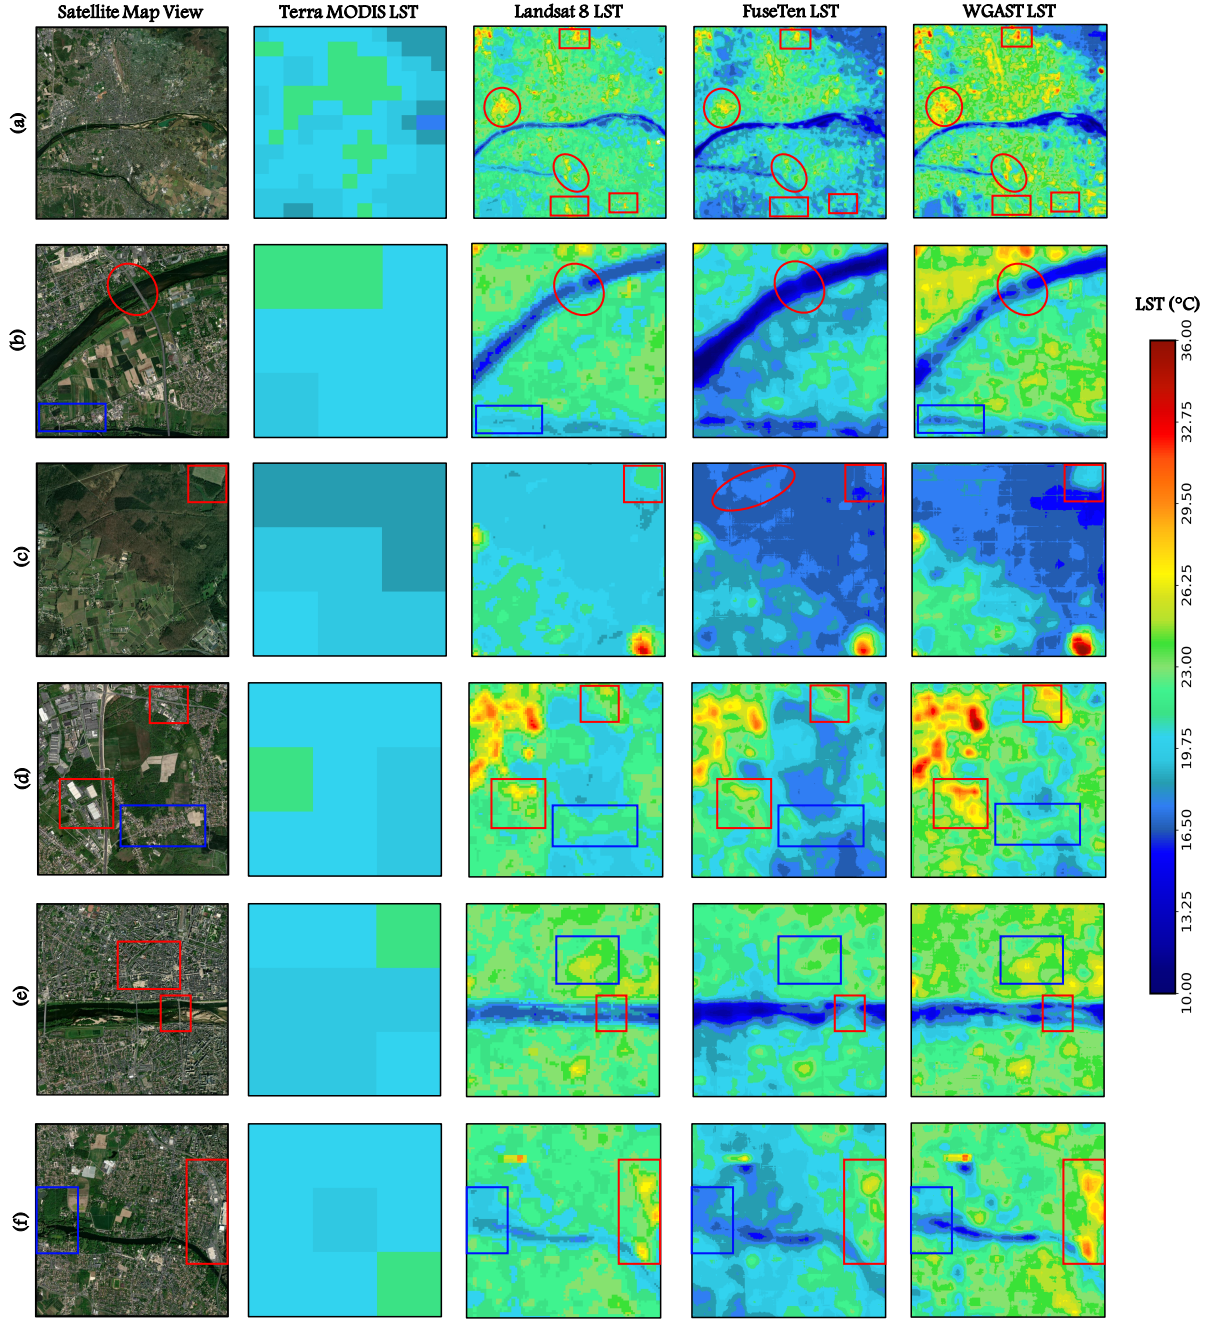 Satellite Map View Terra MODIS LST Landsat 8 LST FuseTen LST WGAST LST
(a)
(b)
(c)
(d)
(e)
(f)
LST (°C)
36.00
32.75
29.50
26.25
23.00
19.75
16.50
13.25
10.00